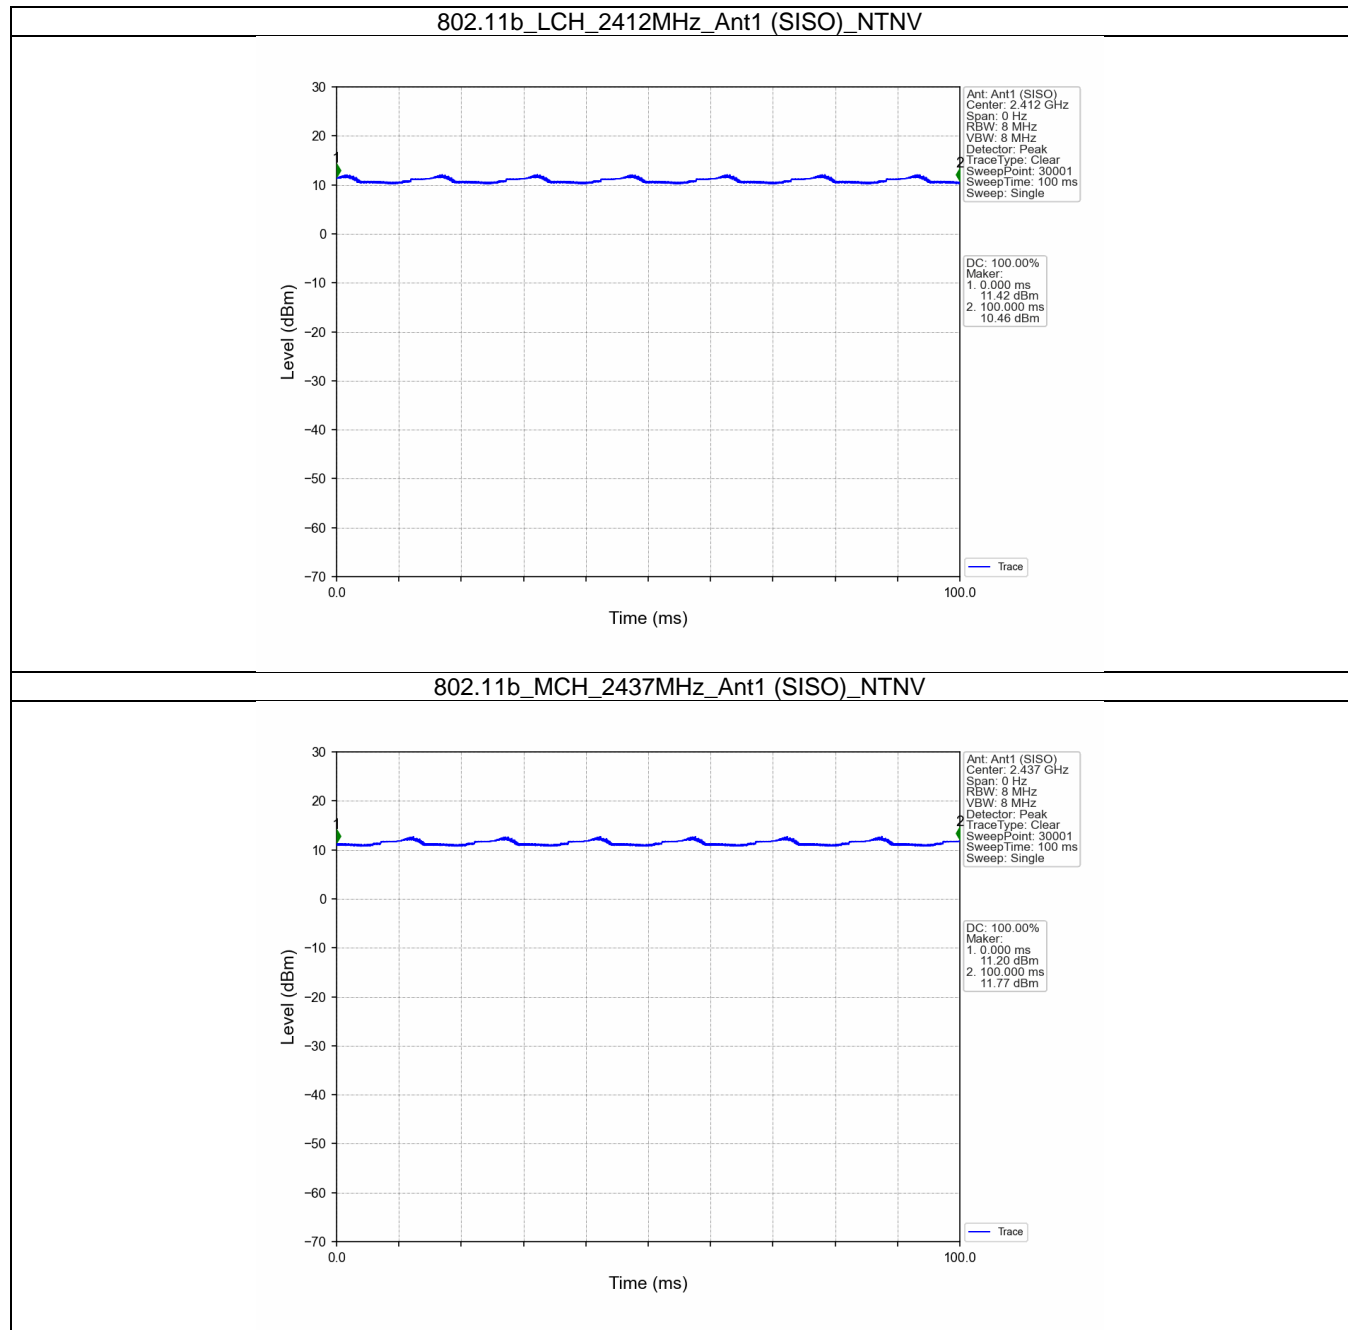 802.11b_LCH_2412MHz_Ant1 (SISO)_NTNV
30
20
10
0
−10
−20
−30
−40
−50
−60
−70
Level (dBm)
1
2
0.0
100.0
Time (ms)
Ant: Ant1 (SISO)
Center: 2.412 GHz
Span: 0 Hz
RBW: 8 MHz
VBW: 8 MHz
Detector: Peak
TraceType: Clear
SweepPoint: 30001
SweepTime: 100 ms
Sweep: Single
DC: 100.00%
Maker:
1. 0.000 ms
11.42 dBm
2. 100.000 ms
10.46 dBm
Trace
802.11b_MCH_2437MHz_Ant1 (SISO)_NTNV
30
20
10
0
−10
−20
−30
−40
−50
−60
−70
Level (dBm)
1
2
0.0
100.0
Time (ms)
Ant: Ant1 (SISO)
Center: 2.437 GHz
Span: 0 Hz
RBW: 8 MHz
VBW: 8 MHz
Detector: Peak
TraceType: Clear
SweepPoint: 30001
SweepTime: 100 ms
Sweep: Single
DC: 100.00%
Maker:
1. 0.000 ms
11.20 dBm
2. 100.000 ms
11.77 dBm
Trace